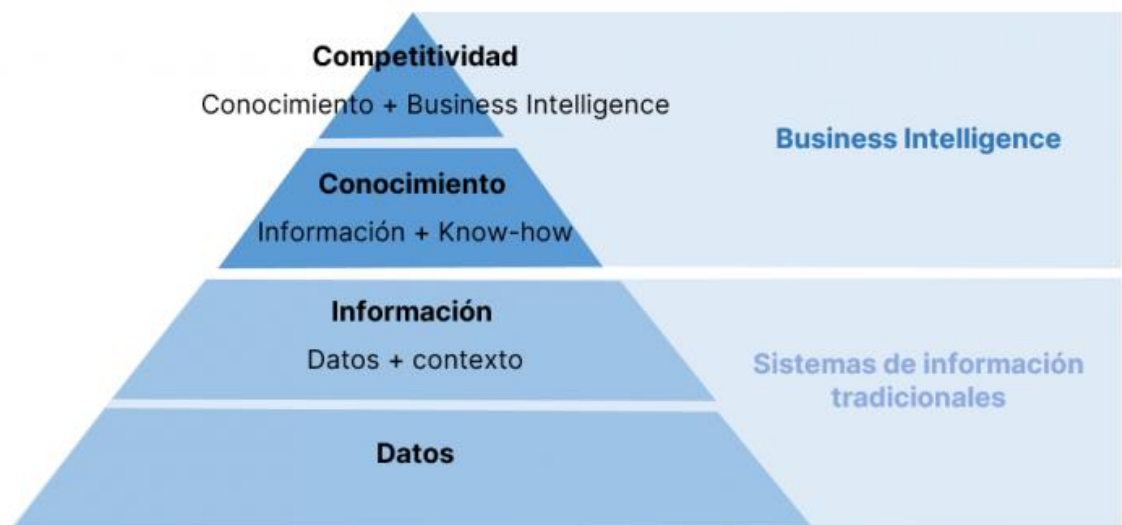 Competitividad
Conocimiento + Business Intelligence
Business Intelligence
Conocimiento
Información + Know-how
Información
Datos + contexto
Sistemas de información
tradicionales
Datos